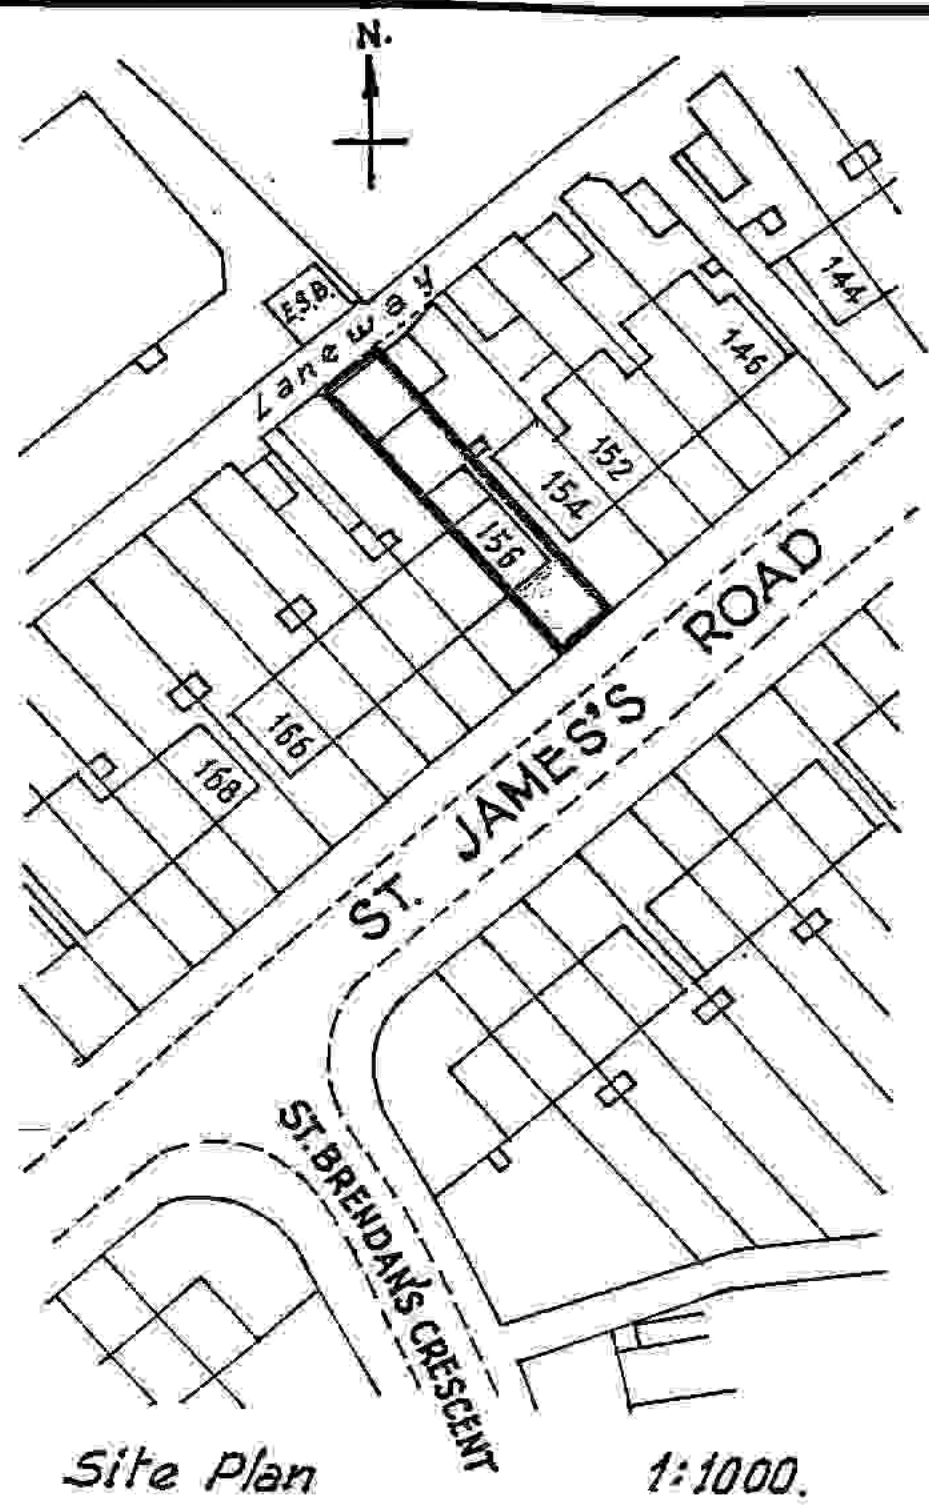 N.
E.S.B.
Laneway
144
146
152
154
156
166
168
ST. JAMES'S ROAD
ST. BRENDAN'S CRESCENT
Site Plan
1:1000.